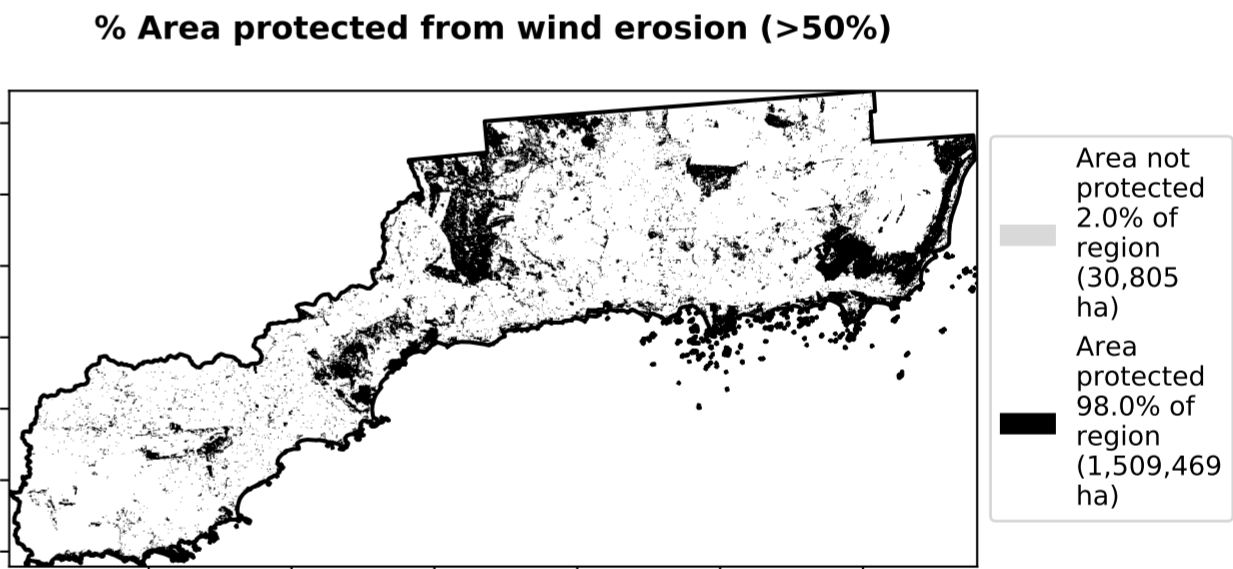 % Area protected from wind erosion (>50%)
Area not
protected
2.0% of
region
(30,805
ha)
Area
protected
98.0% of
region
(1,509,469
ha)